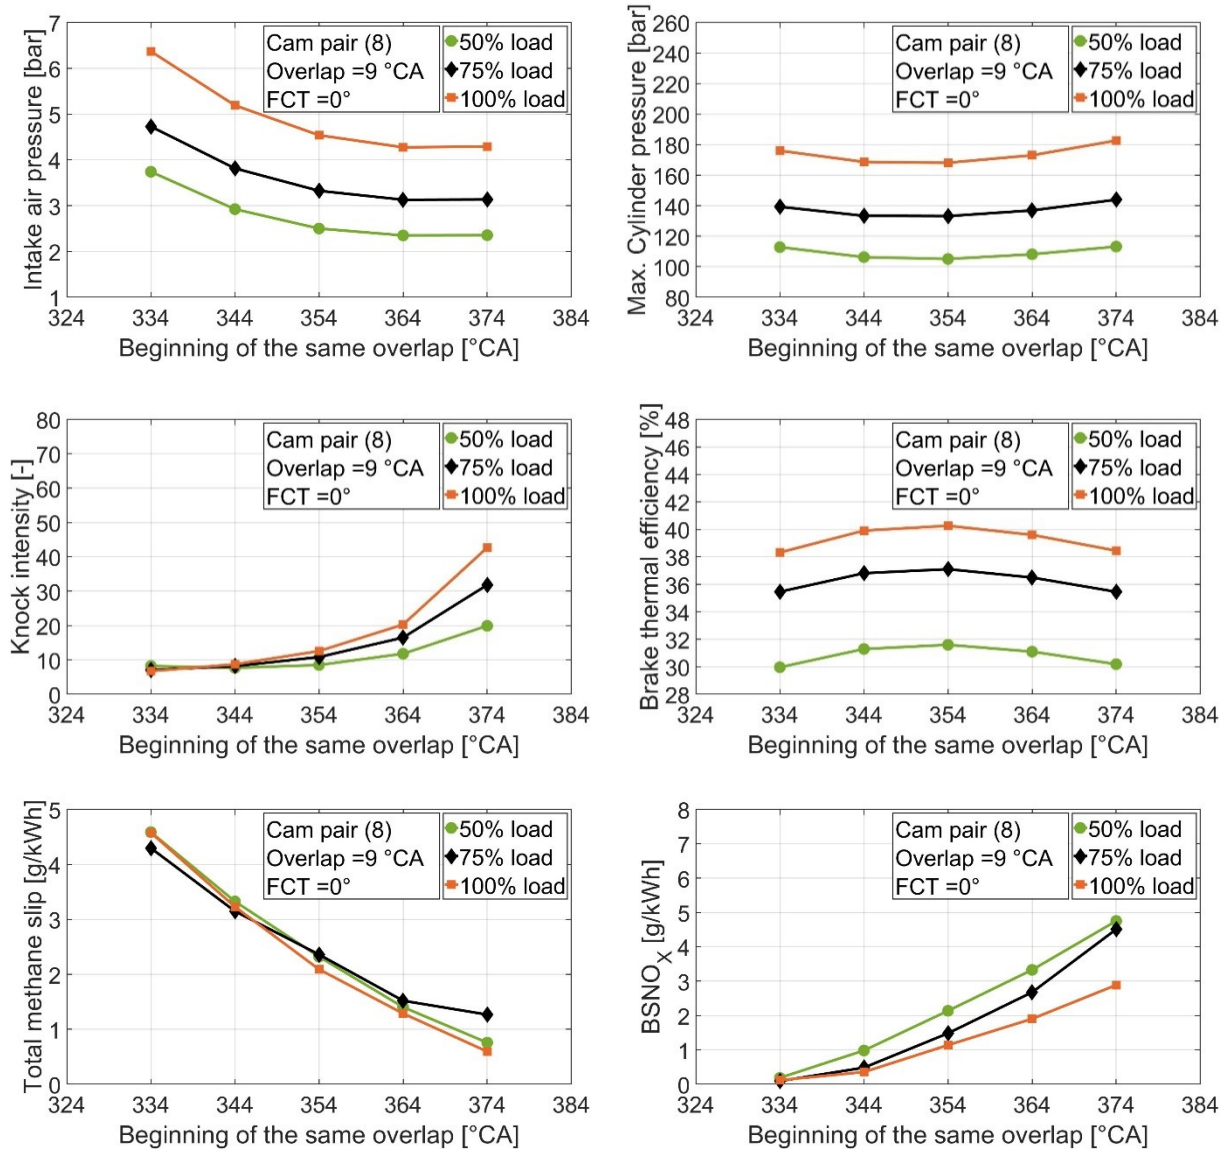 Intake air pressure [bar]
7
6
5
4
3
2
1
324 334 344 354 364 374 384
Beginning of the same overlap [°CA]
Cam pair (8)
Overlap =9 °CA
FCT =0°
50% load
75% load
100% load
Max. Cylinder pressure [bar]
260
240
220
200
180
160
140
120
100
80
324 334 344 354 364 374 384
Beginning of the same overlap [°CA]
Cam pair (8)
Overlap =9 °CA
FCT =0°
50% load
75% load
100% load
Knock intensity [-]
80
70
60
50
40
30
20
10
0
324 334 344 354 364 374 384
Beginning of the same overlap [°CA]
Cam pair (8)
Overlap =9 °CA
FCT =0°
50% load
75% load
100% load
Brake thermal efficiency [%]
48
46
44
42
40
38
36
34
32
30
28
324 334 344 354 364 374 384
Beginning of the same overlap [°CA]
Cam pair (8)
Overlap =9 °CA
FCT =0°
50% load
75% load
100% load
Total methane slip [g/kWh]
5
4
3
2
1
0
324 334 344 354 364 374 384
Beginning of the same overlap [°CA]
Cam pair (8)
Overlap =9 °CA
FCT =0°
50% load
75% load
100% load
BSNOX [g/kWh]
8
7
6
5
4
3
2
1
0
324 334 344 354 364 374 384
Beginning of the same overlap [°CA]
Cam pair (8)
Overlap =9 °CA
FCT =0°
50% load
75% load
100% load